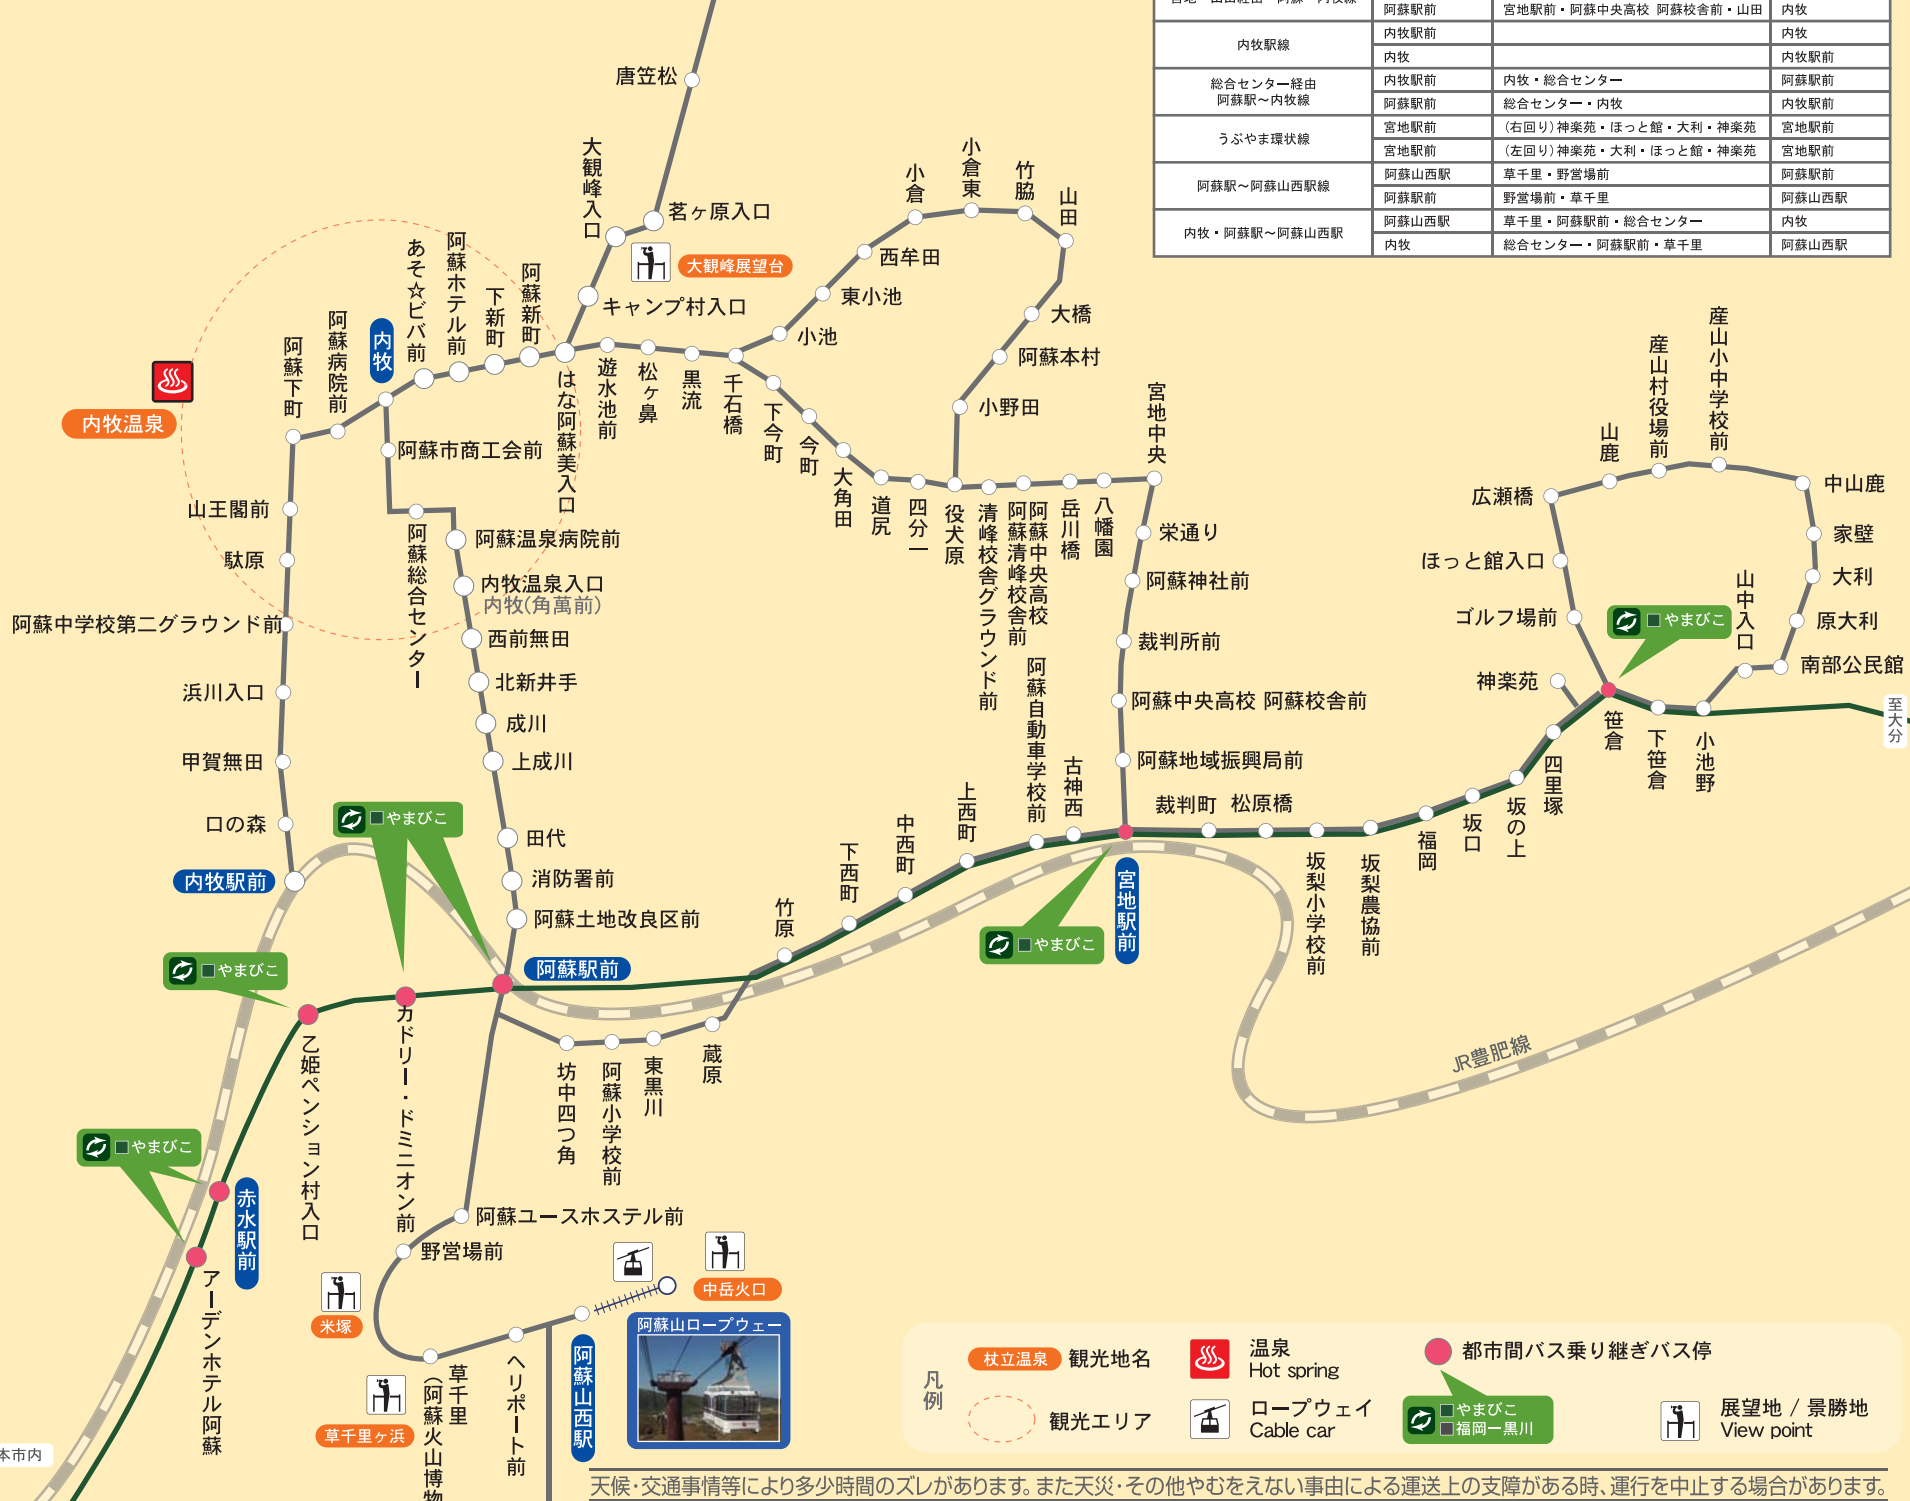 阿蘇駅前 宮地駅前・阿蘇中央高校 阿蘇校舎前・山田 内牧
内牧駅線 内牧駅前 内牧
内牧 内牧駅前
総合センター経由
阿蘇駅〜内牧線
内牧駅前 内牧・総合センター 阿蘇駅前
阿蘇駅前 総合センター・内牧 内牧駅前
うぶやま環状線
宮地駅前 (右回り)神楽苑・ほっと館・大利・神楽苑 宮地駅前
宮地駅前 (左回り)神楽苑・大利・ほっと館・神楽苑 宮地駅前
阿蘇駅〜阿蘇山西駅線
阿蘇山西駅 草千里・野営場前 阿蘇駅前
阿蘇駅前 野営場前・草千里 阿蘇山西駅
内牧・阿蘇駅〜阿蘇山西駅
阿蘇山西駅 草千里・阿蘇駅前・総合センター 内牧
内牧 総合センター・阿蘇駅前・草千里 阿蘇山西駅
唐笠松
大観峰入口
茗ヶ原入口
大観峰展望台
キャンプ村入口
小倉
小倉東
竹脇
山田
西牟田
東小池
小池
大橋
阿蘇本村
小野田
あそ☆ビバ前
阿蘇ホテル前
下新町
阿蘇新町
内牧
阿蘇病院前
阿蘇下町
内牧温泉
はな阿蘇美入口
遊水池前
松ヶ鼻
黒流
千石橋
下今町
今町
大角田
道尻
四分一
役犬原
清峰校舎グラウンド前
阿蘇清峰校舎前
阿蘇中央高校
岳川橋
八幡園
宮地中央
栄通り
阿蘇神社前
裁判所前
阿蘇中央高校 阿蘇校舎前
阿蘇地域振興局前
阿蘇市商工会前
阿蘇総合センター
阿蘇温泉病院前
内牧温泉入口
内牧(角萬前)
西前無田
北新井手
成川
上成川
田代
消防署前
阿蘇土地改良区前
阿蘇駅前
山王閣前
駄原
阿蘇中学校第二グラウンド前
浜川入口
甲賀無田
口の森
内牧駅前
やまびこ
やまびこ
やまびこ
やまびこ
やまびこ
乙姫ペンション村入口
カドリー・ドミニオン前
赤水駅前
アーデンホテル阿蘇
坊中四つ角
阿蘇小学校前
東黒川
蔵原
竹原
下西町
中西町
上西町
阿蘇自動車学校前
古神西
宮地駅前
裁判町
松原橋
坂梨小学校前
坂梨農協前
福岡
坂口
坂の上
四里塚
笹倉
下笹倉
小池野
神楽苑
ゴルフ場前
ほっと館入口
広瀬橋
山鹿
産山村役場前
産山小中学校前
中山鹿
家壁
大利
原大利
山中入口
南部公民館
至大分
JR豊肥線
阿蘇ユースホステル前
野営場前
米塚
草千里ヶ浜
草千里
(阿蘇火山博物
ヘリポート前
阿蘇山西駅
中岳火口
阿蘇山ロープウェー
本市内
凡例
杖立温泉 観光地名
観光エリア
温泉
Hot spring
ロープウェイ
Cable car
都市間バス乗り継ぎバス停
やまびこ
福岡ー黒川
展望地 / 景勝地
View point
天候・交通事情等により多少時間のズレがあります。また天災・その他やむをえない事由による運送上の支障がある時、運行を中止する場合があります。